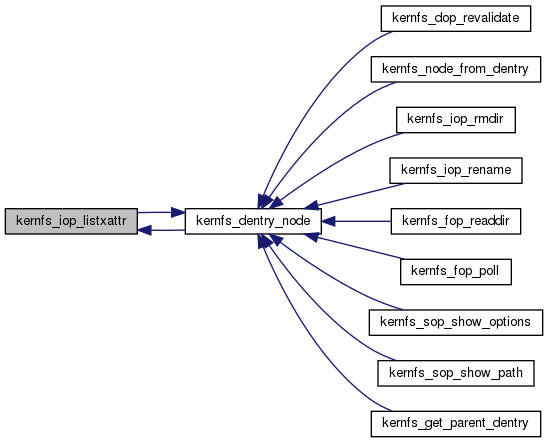 kernfs_dop_revalidate
kernfs_node_from_dentry
kernfs_iop_rmdir
kernfs_iop_rename
kernfs_iop_listxattr
kernfs_dentry_node
kernfs_fop_readdir
kernfs_fop_poll
kernfs_sop_show_options
kernfs_sop_show_path
kernfs_get_parent_dentry